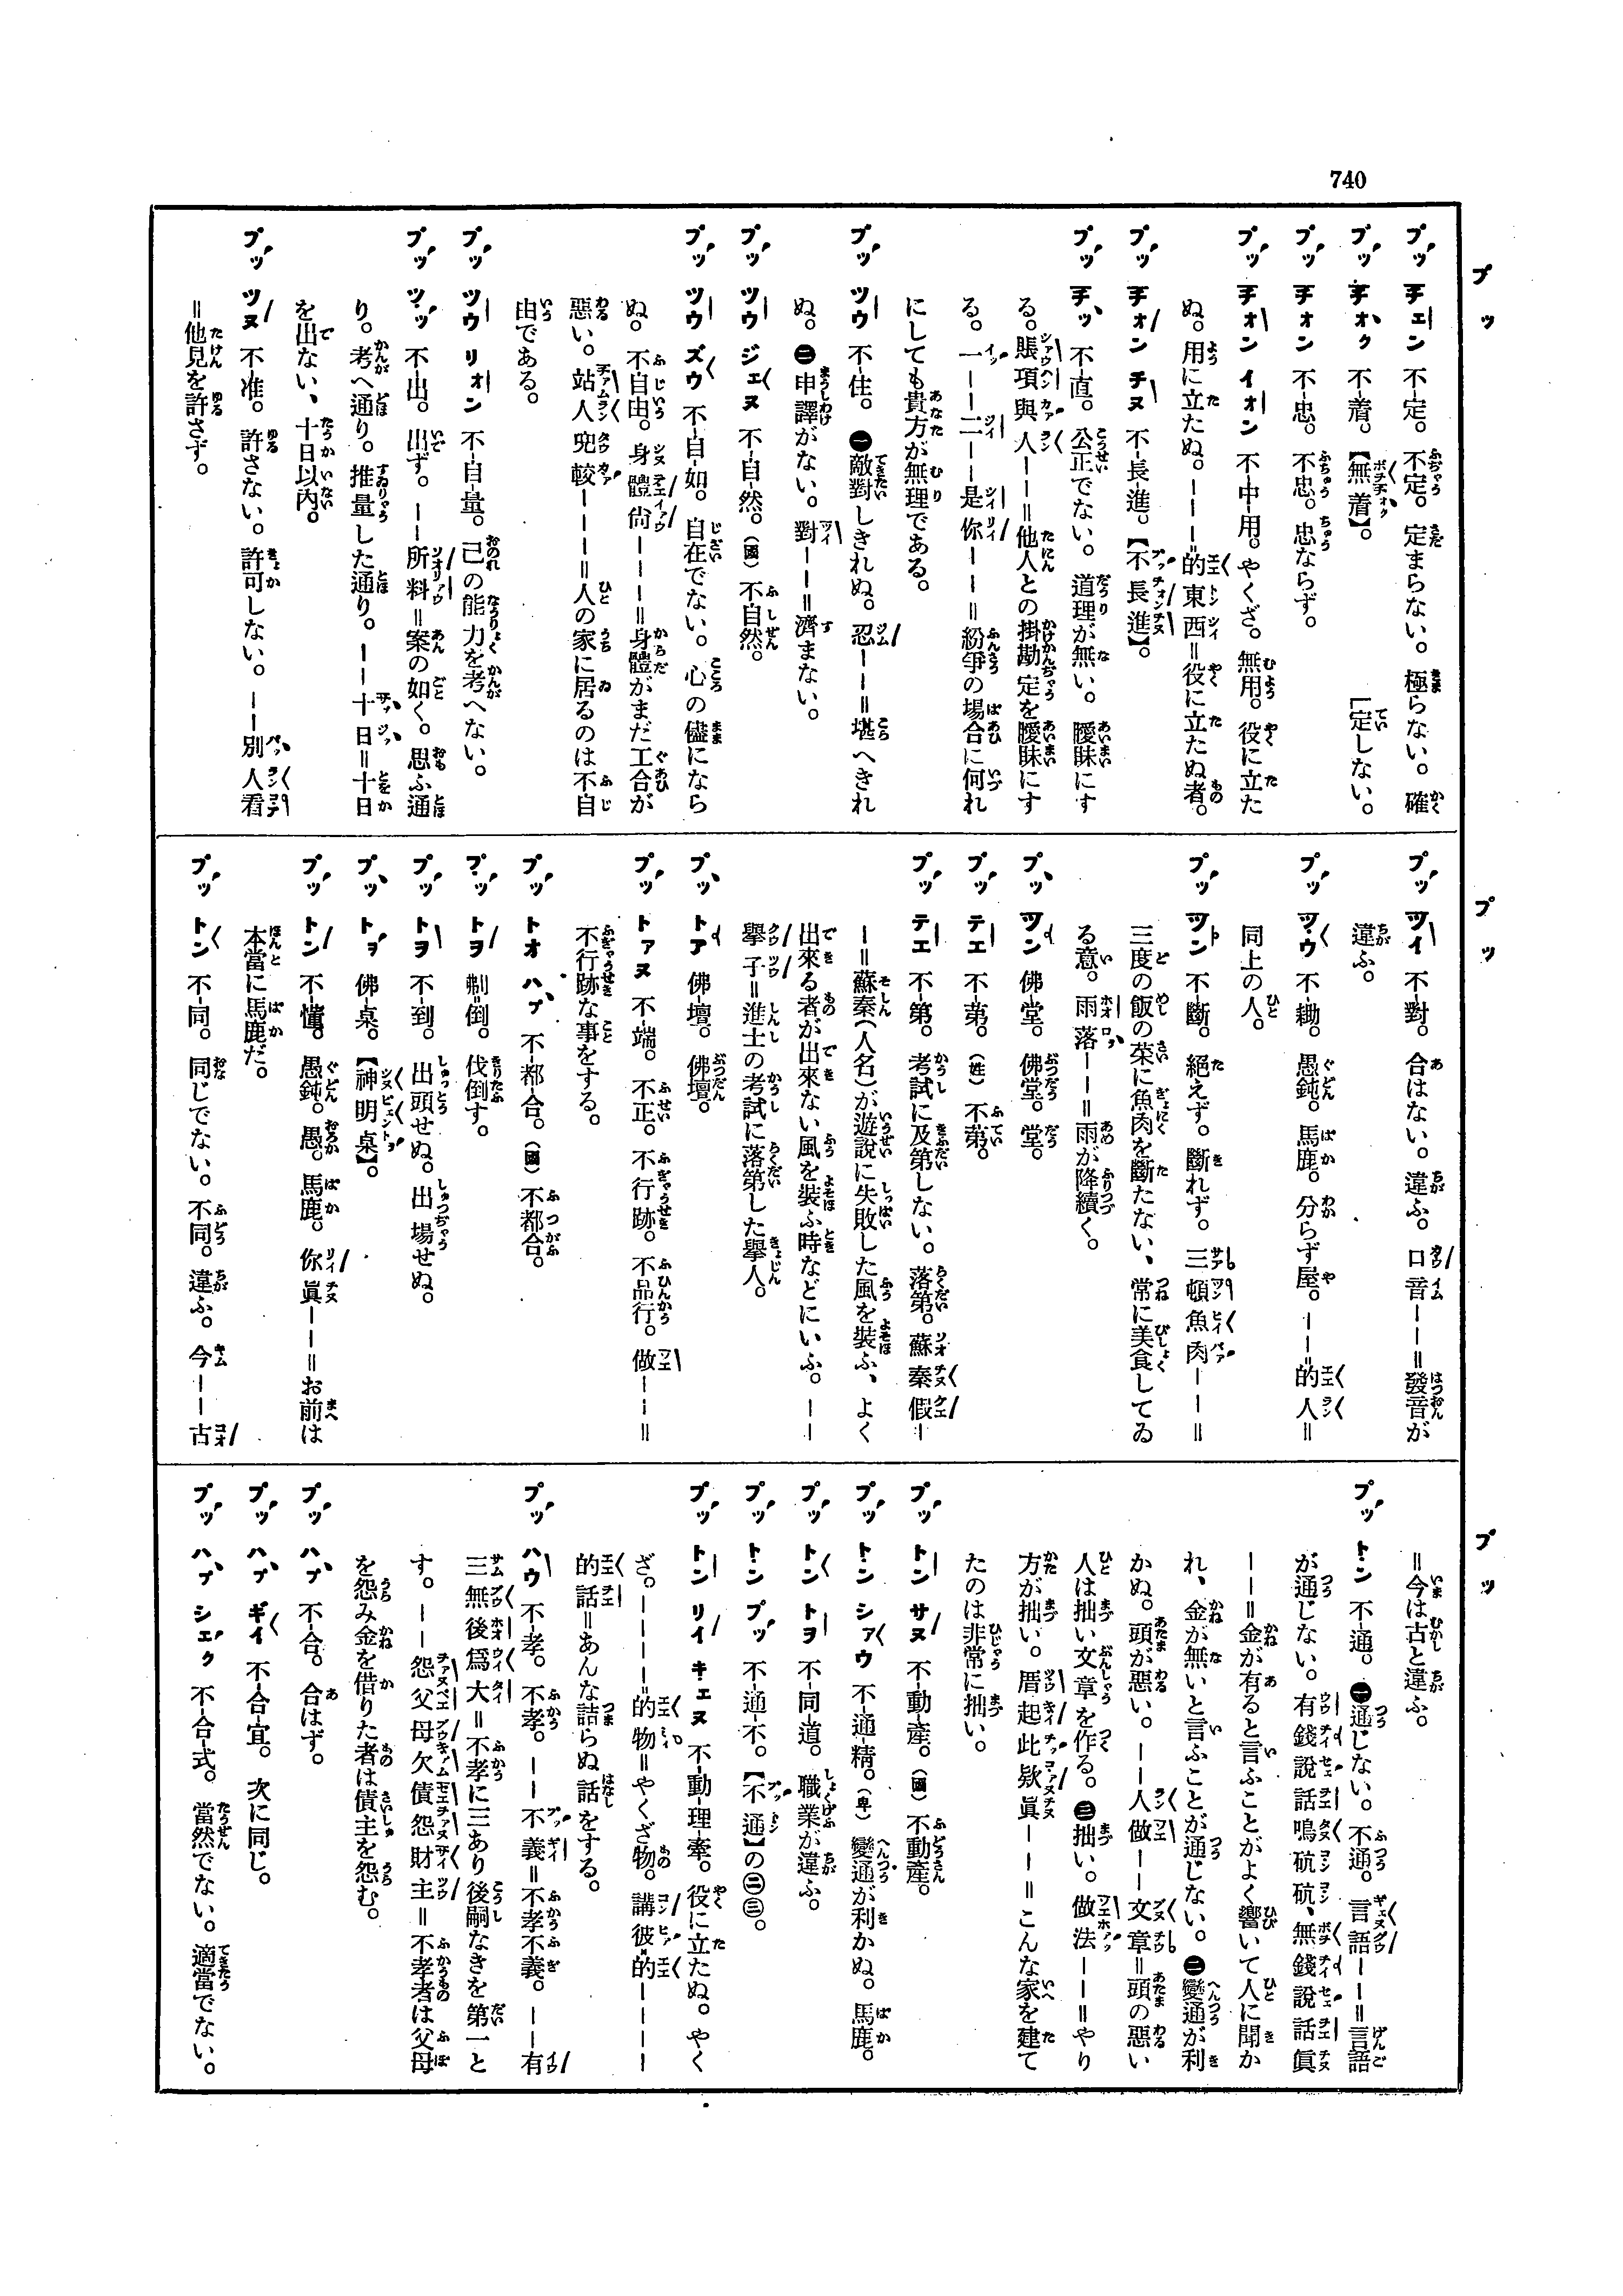 740
プッ
プッ チェン 不-定。不定。定まらない。極らない。確
[定しない。
プッ チォク 不-着。【無-着】。
プッ チォン 不-忠。不忠。忠ならず。
プッ チォン イォン 不-中-用。やくざ。無用。役に立た
ぬ。用に立たぬ。―――的東西＝役に立たぬ者。
プッ チォン チヌ 不-長-進。【不-長-進】。
プッ チッ 不-直。公正でない。道理が無い。曖昧にす
る。賬項與人――＝他人との掛勘定を曖昧にす
る。一――二――是你――＝紛爭の場合に何れ
にしても貴方が無理である。
プッ ツウ 不-住。㊀敵對しきれぬ。忍――＝堪へきれ
ぬ。㊁申譯がない。對――＝濟まない。
プッ ツウ ジェヌ 不-自-然。(國)不自然。
プッ ツウ ズウ 不-自-如。自在でない。心の儘になら
ぬ。不自由。身體尙―――＝身體がまだ工合が
惡い。站人兜較―――＝人の家に居るのは不自
由である。
プッ ツウ リォン 不-自-量。己の能力を考へない。
プッ ツッ 不-出。出ず。――所料＝案の如く。思ふ通
り。考へ通り。推量した通り。――十日＝十日
を出ない、十日以内。
プッ ツヌ 不-准。許さない。許可しない。――別人看
＝他見を許さず。
プッ
プッ ツイ 不-對。合はない。違ふ。口音――＝發音が
違ふ。
プッ ツウ 不-鋤。愚鈍。馬鹿。分らず屋。――的人＝
同上の人。
プッ ツン 不-斷。絕えず。斷れず。三頓魚肉――＝
三度の飯の菜に魚肉を斷たない、常に美食してゐ
る意。雨落――＝雨が降續く。
プッ ツン 佛-堂。佛堂。堂。
プッ テエ 不-苐。(姓)不苐。
プッ テエ 不-第。考試に及第しない。落第。蘇秦假―
―＝蘇秦(人名)が遊說に失敗した風を裝ふ、よく
出來る者が出來ない風を裝ふ時などにいふ。――
擧子＝進士の考試に落第した擧人。
プッ トア 佛-壇。佛壇。
プッ トァヌ 不-端。不正。不行跡。不品行。做――＝
不行跡な事をする。
プッ トオ ハプ 不-都-合。(國)不都合。
プッ トヲ 剕-倒。伐倒す。
プッ トヲ 不-到。出頭せぬ。出場せぬ。
プッ トヲ 佛-桌。【神-明-桌】。
プッ トン 不-懂。愚鈍。愚。馬鹿。你眞――＝お前は
本當に馬鹿だ。
プッ トン 不-同。同じでない。不同。違ふ。今――古
プッ
＝今は古と違ふ。
プッ トン 不-通。㊀通じない。不通。言語――＝言語
が通じない。有錢說話鳴砊砊、無錢說話眞
――＝金が有ると言ふことがよく響いて人に聞か
れ、金が無いと言ふことが通じない。㊁變通が利
かぬ。頭が惡い。――人做――文章＝頭の惡い
人は拙い文章を作る。㊂拙い。做法――＝やり
方が拙い。厝起此欵眞――＝こんな家を建て
たのは非常に拙い。
プッ トン サヌ 不-動-產。(國)不動產。
プッ トン シァウ 不-通-精。(卑)變通が利かぬ。馬鹿。
プッ トン トヲ 不-同-道。職業が違ふ。
プッ トン プッ 不-通-不。【不-通】の㊁㊂。
プッ トン リイ キェヌ 不-動-理-牽。役に立たぬ。やく
ざ。――――的物＝やくざ物。講彼的――――
的話＝あんな詰らぬ話をする。
プッ ハウ 不-孝。不孝。――不義＝不孝不義。――有
三無後爲大＝不孝に三あり後嗣なきを第一と
す。――怨父母欠債怨財主＝不孝者は父母
を怨み金を借りた者は債主を怨む。
プッ ハプ 不-合。合はず。
プッ ハプ ギイ 不-合-宜。次に同じ。
プッ ハプ シェク 不-合-式。當然でない。適當でない。